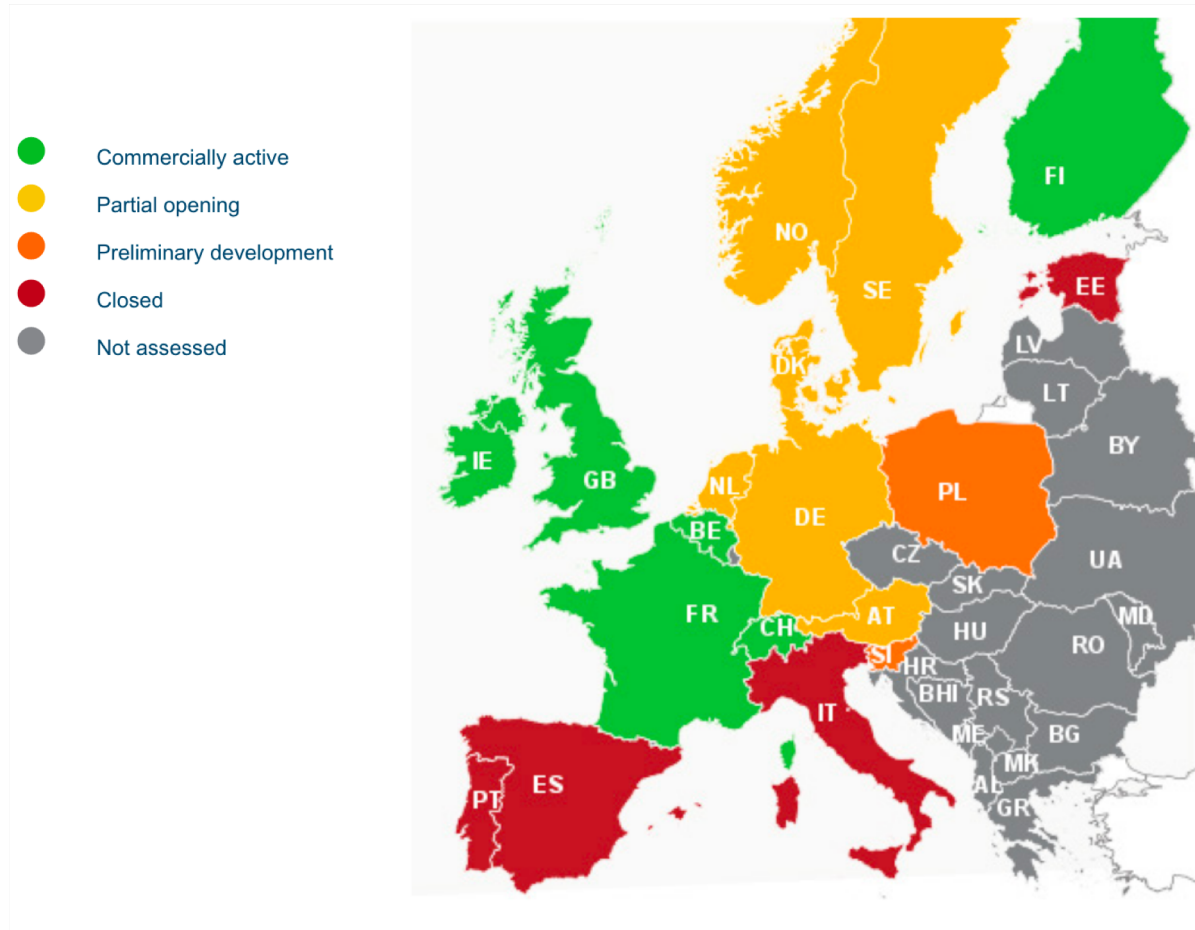 Commercially active
Partial opening
Preliminary development
Closed
Not assessed
FI
NO
EE
SE
LV
DK
LT
BY
IE
GB
NL
PL
DE
BE
CZ
UA
SK
FR
AT
MD
CH
HU
RO
SI
HR
BHI
RS
IT
ME
BG
MK
ES
AL
PT
GR